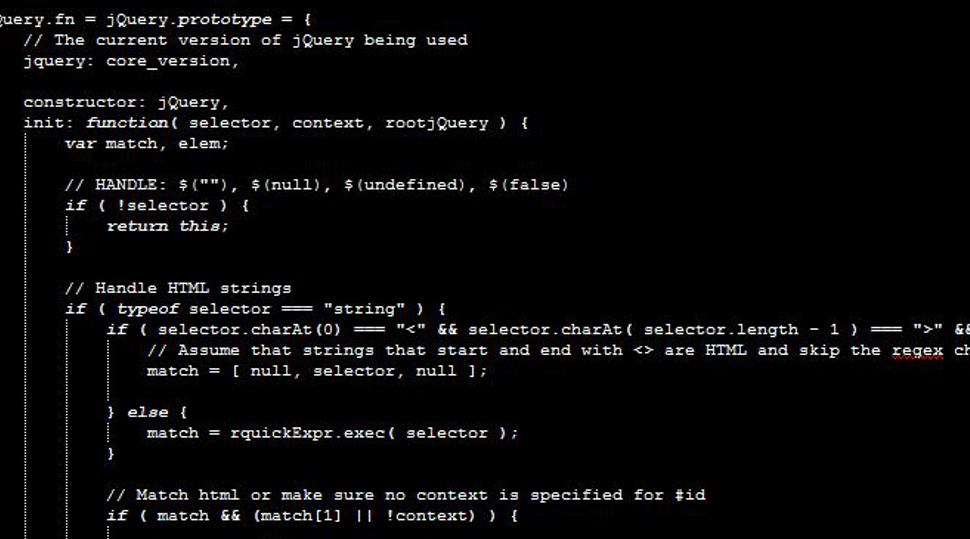 Query.fn = jQuery.prototype = {
// The current version of jQuery being used
jquery: core_version,
constructor: jQuery,
init: function( selector, context, rootjQuery ) {
var match, elem;
// HANDLE: $(""), $(null), $(undefined), $(false)
if ( !selector ) {
return this;
}
// Handle HTML strings
if ( typeof selector === "string" ) {
if ( selector.charAt(0) === "<" && selector.charAt( selector.length - 1 ) === ">" &&
// Assume that strings that start and end with <> are HTML and skip the regex ch
match = [ null, selector, null ];
} else {
match = rquickExpr.exec( selector );
}
// Match html or make sure no context is specified for #id
if ( match && (match[1] || !context) ) {